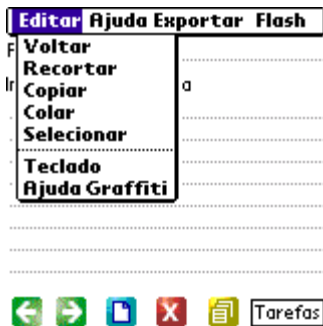 Editar Ajuda Exportar Flash
Voltar
Recortar
Copiar
Colar
Selecionar
Teclado
Ajuda Graffiti
Tarefas